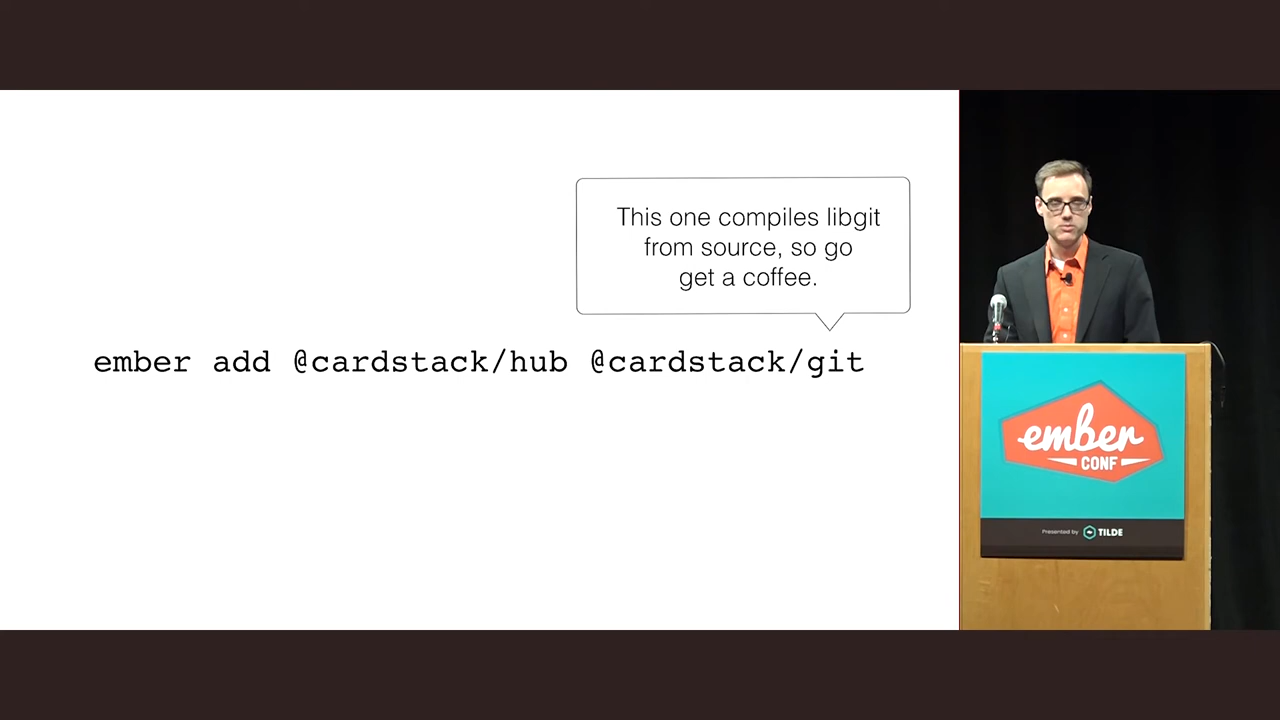 This one compiles libgit
from source, so go
get a coffee.
ember add @cardstack/hub @cardstack/git
ember
CONF
Presented by TILDE